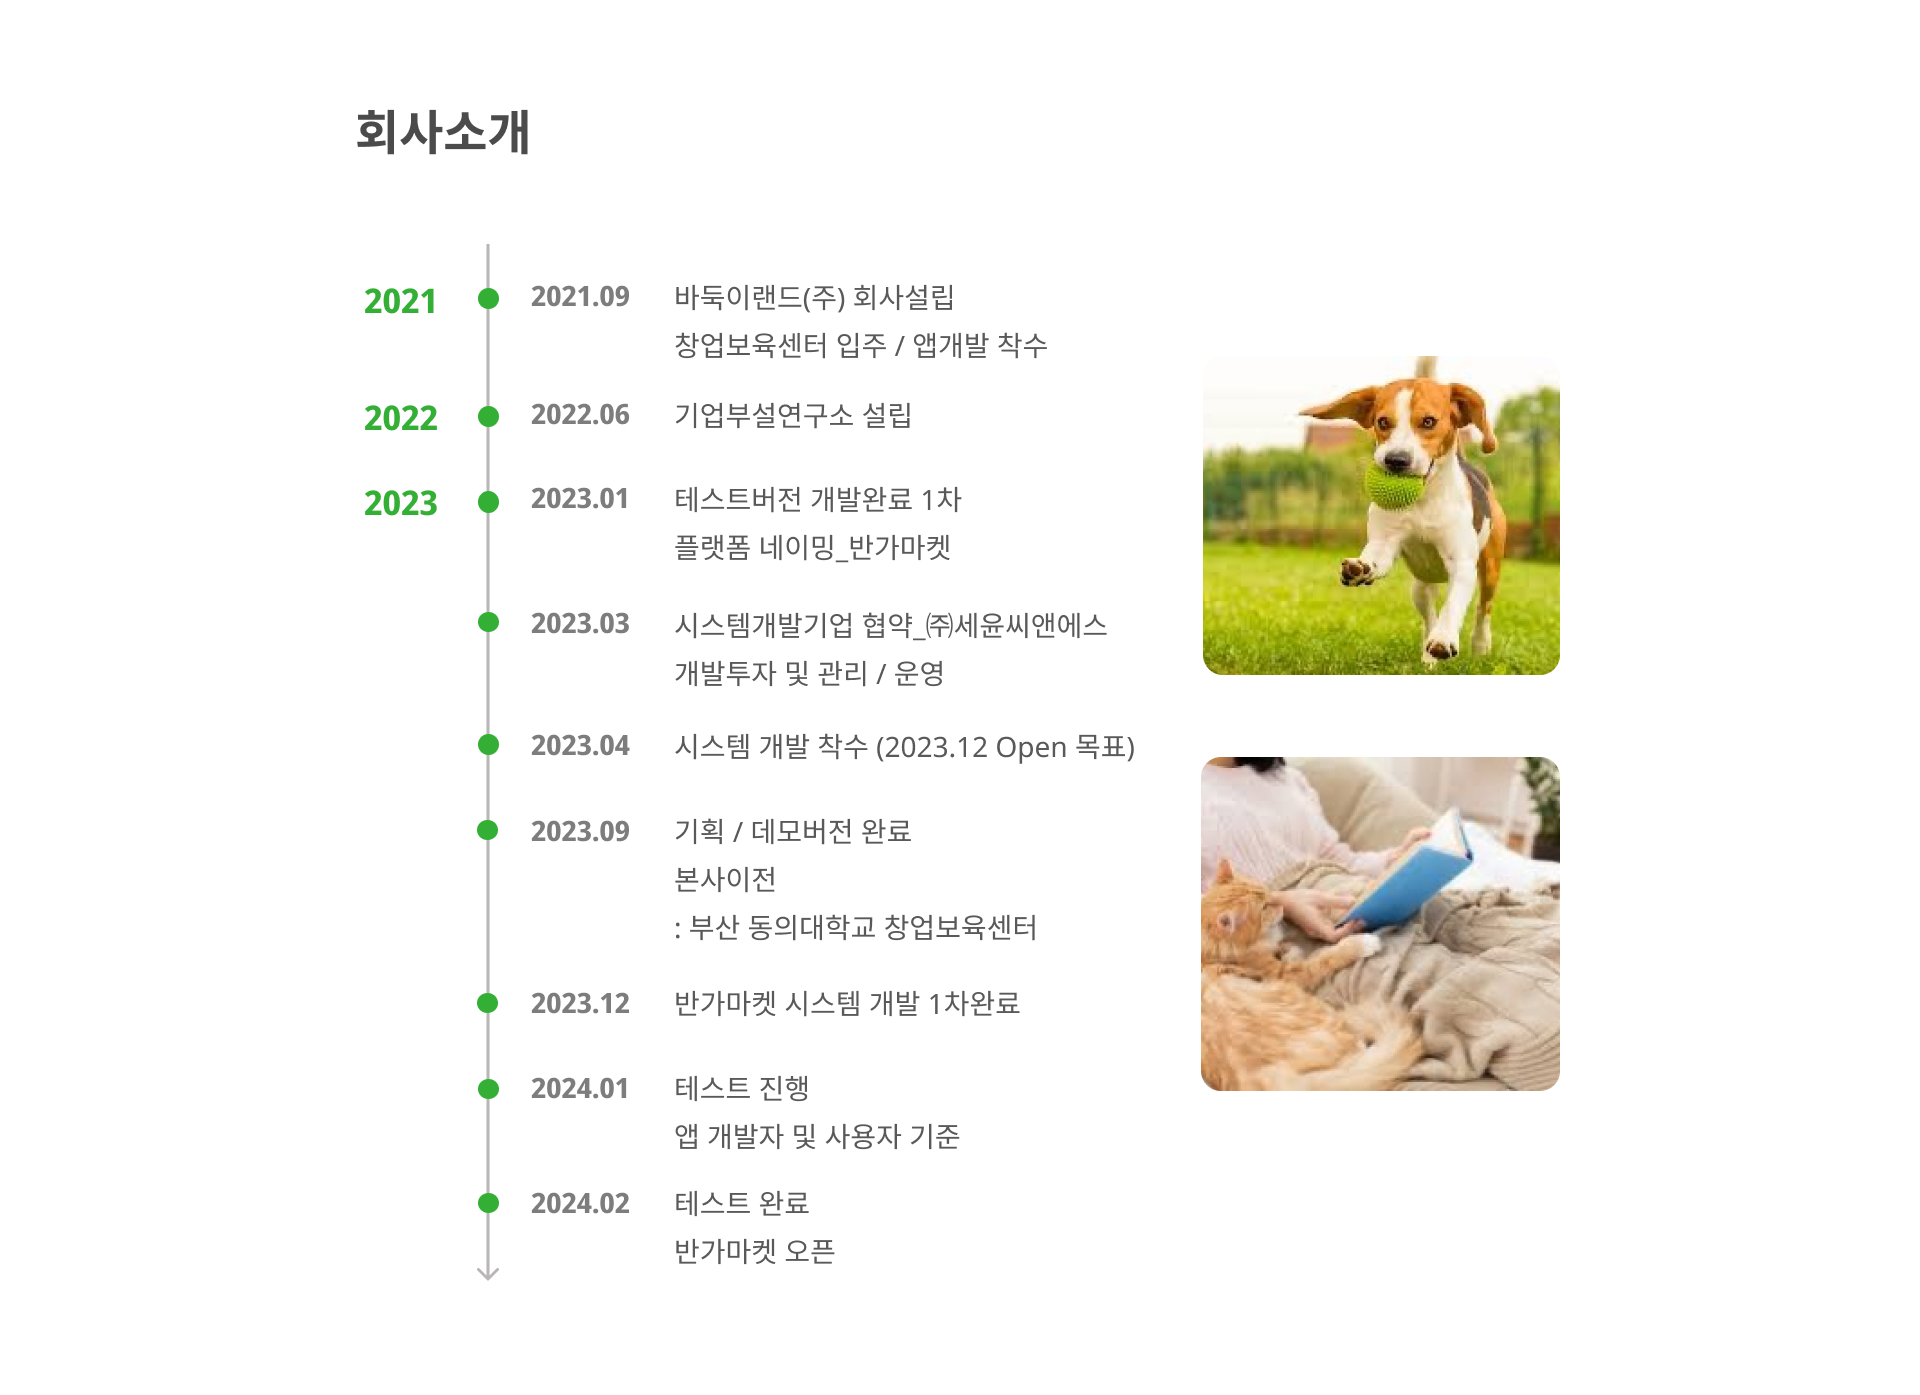 회사소개
2021
2021.09 바둑이랜드(주) 회사설립
창업보육센터 입주 / 앱개발 착수
2022
2022.06 기업부설연구소 설립
2023
2023.01 테스트버전 개발완료 1차
플랫폼 네이밍_반가마켓
2023.03 시스템개발기업 협약_㈜세윤씨앤에스
개발투자 및 관리 / 운영
2023.04 시스템 개발 착수 (2023.12 Open 목표)
2023.09 기획 / 데모버전 완료
본사이전
: 부산 동의대학교 창업보육센터
2023.12 반가마켓 시스템 개발 1차완료
2024.01 테스트 진행
앱 개발자 및 사용자 기준
2024.02 테스트 완료
반가마켓 오픈